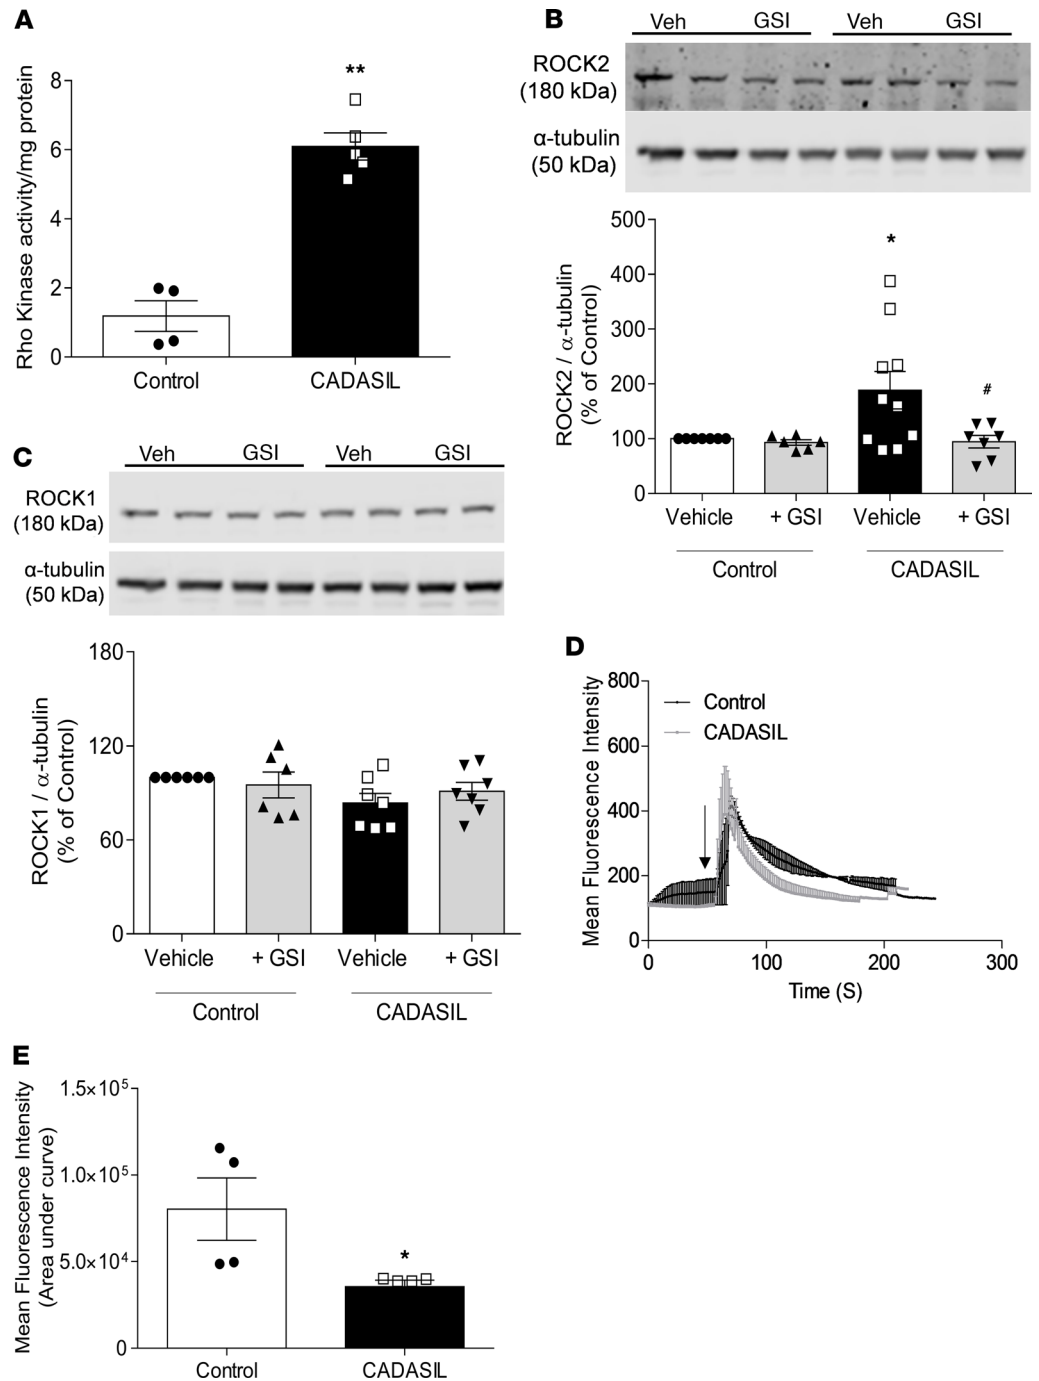 A
Rho Kinase activity/mg protein
8
6
4
2
0
**
Control
CADASIL
B
Veh
GSI
Veh
GSI
ROCK2
(180 kDa)
α-tubulin
(50 kDa)
ROCK2 / α-tubulin
(% of Control)
500
400
300
200
100
0
*
#
Vehicle
+ GSI
Vehicle
+ GSI
Control
CADASIL
C
Veh
GSI
Veh
GSI
ROCK1
(180 kDa)
α-tubulin
(50 kDa)
ROCK1 / α-tubulin
(% of Control)
180
120
60
0
Vehicle
+ GSI
Vehicle
+ GSI
Control
CADASIL
D
Mean Fluorescence Intensity
800
600
400
200
0
Control
CADASIL
0
100
200
300
Time (S)
E
Mean Fluorescence Intensity
(Area under curve)
1.5×10⁵
1.0×10⁵
5.0×10⁴
0
*
Control
CADASIL